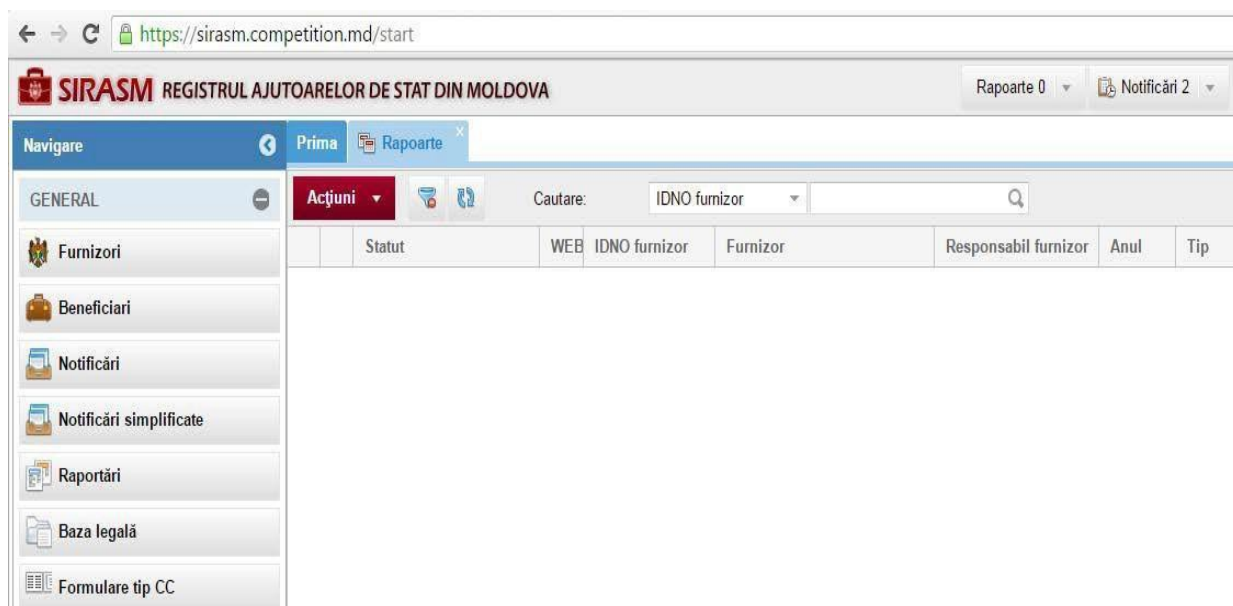 https://sirasm.competition.md/start
SIRASM REGISTRUL AJUTOARELOR DE STAT DIN MOLDOVA Rapoarte 0 Notificări 2
Navigare Prima Rapoarte
GENERAL Acțiuni Cautare: IDNO furnizor
Statut WEB IDNO furnizor Furnizor Responsabil furnizor Anul Tip
Furnizori
Beneficiari
Notificări
Notificări simplificate
Raportări
Baza legală
Formulare tip CC